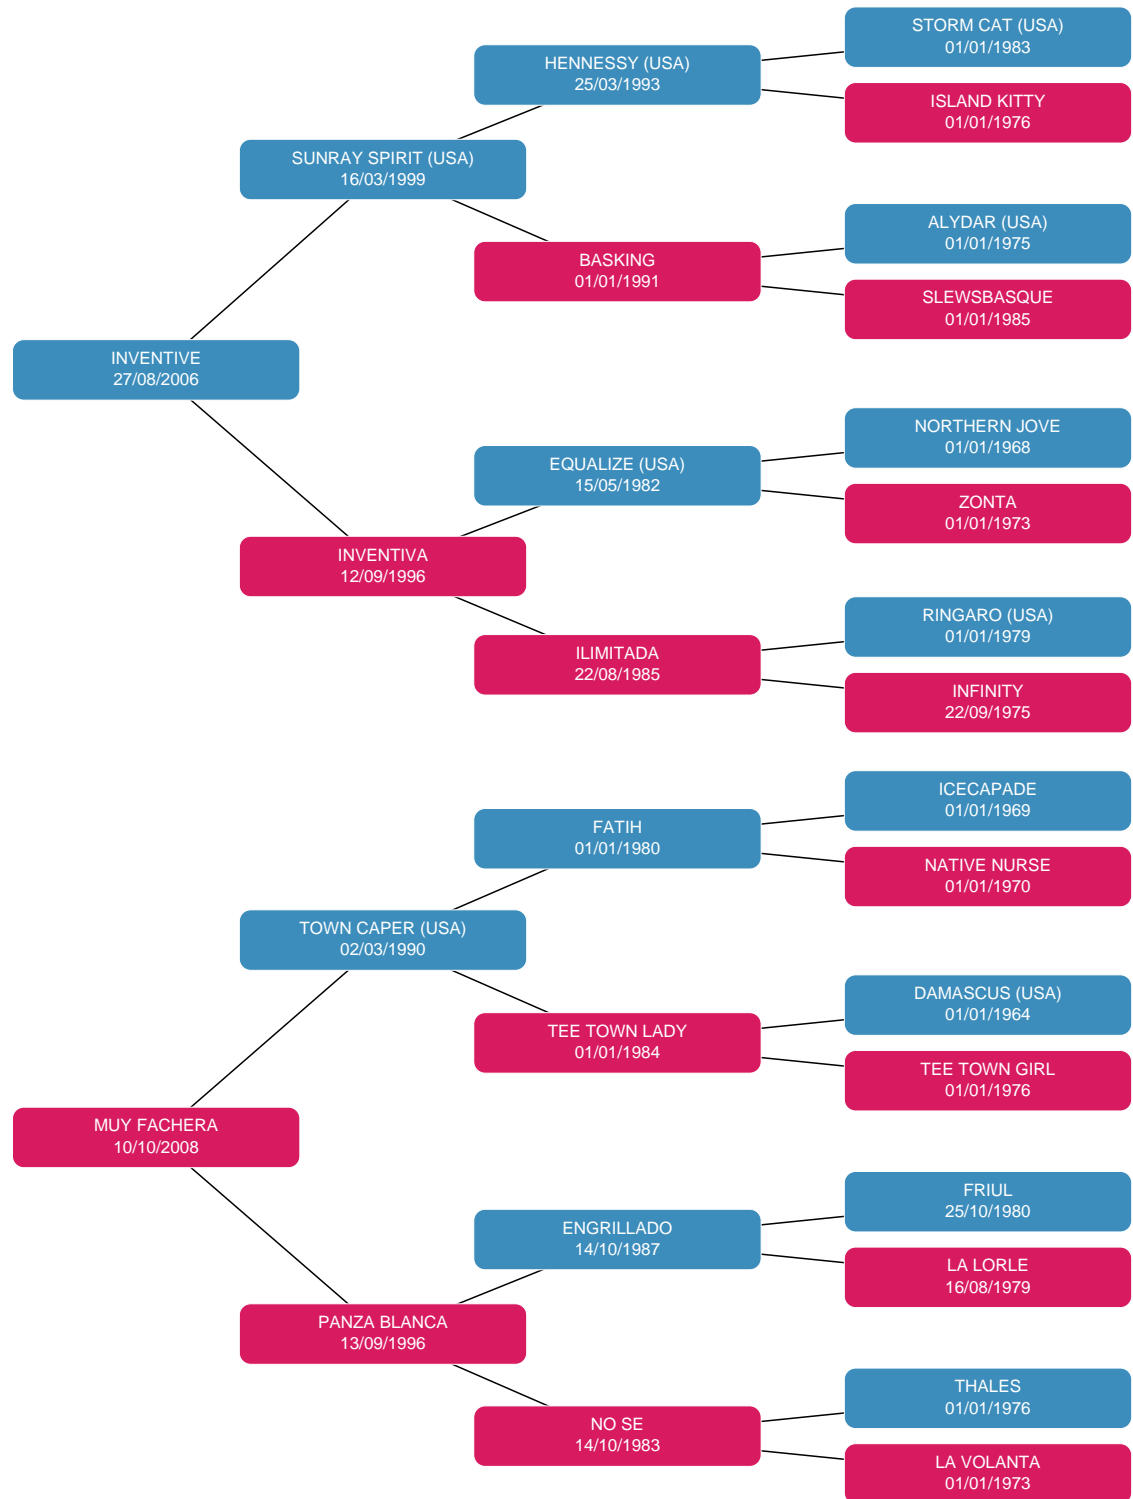 STORM CAT (USA)
01/01/1983
HENNESSY (USA)
25/03/1993
ISLAND KITTY
01/01/1976
SUNRAY SPIRIT (USA)
16/03/1999
ALYDAR (USA)
01/01/1975
BASKING
01/01/1991
SLEWSBASQUE
01/01/1985
INVENTIVE
27/08/2006
NORTHERN JOVE
01/01/1968
EQUALIZE (USA)
15/05/1982
ZONTA
01/01/1973
INVENTIVA
12/09/1996
RINGARO (USA)
01/01/1979
ILIMITADA
22/08/1985
INFINITY
22/09/1975
ICECAPADE
01/01/1969
FATIH
01/01/1980
NATIVE NURSE
01/01/1970
TOWN CAPER (USA)
02/03/1990
DAMASCUS (USA)
01/01/1964
TEE TOWN LADY
01/01/1984
TEE TOWN GIRL
01/01/1976
MUY FACHERA
10/10/2008
FRIUL
25/10/1980
ENGRILLADO
14/10/1987
LA LORLE
16/08/1979
PANZA BLANCA
13/09/1996
THALES
01/01/1976
NO SE
14/10/1983
LA VOLANTA
01/01/1973